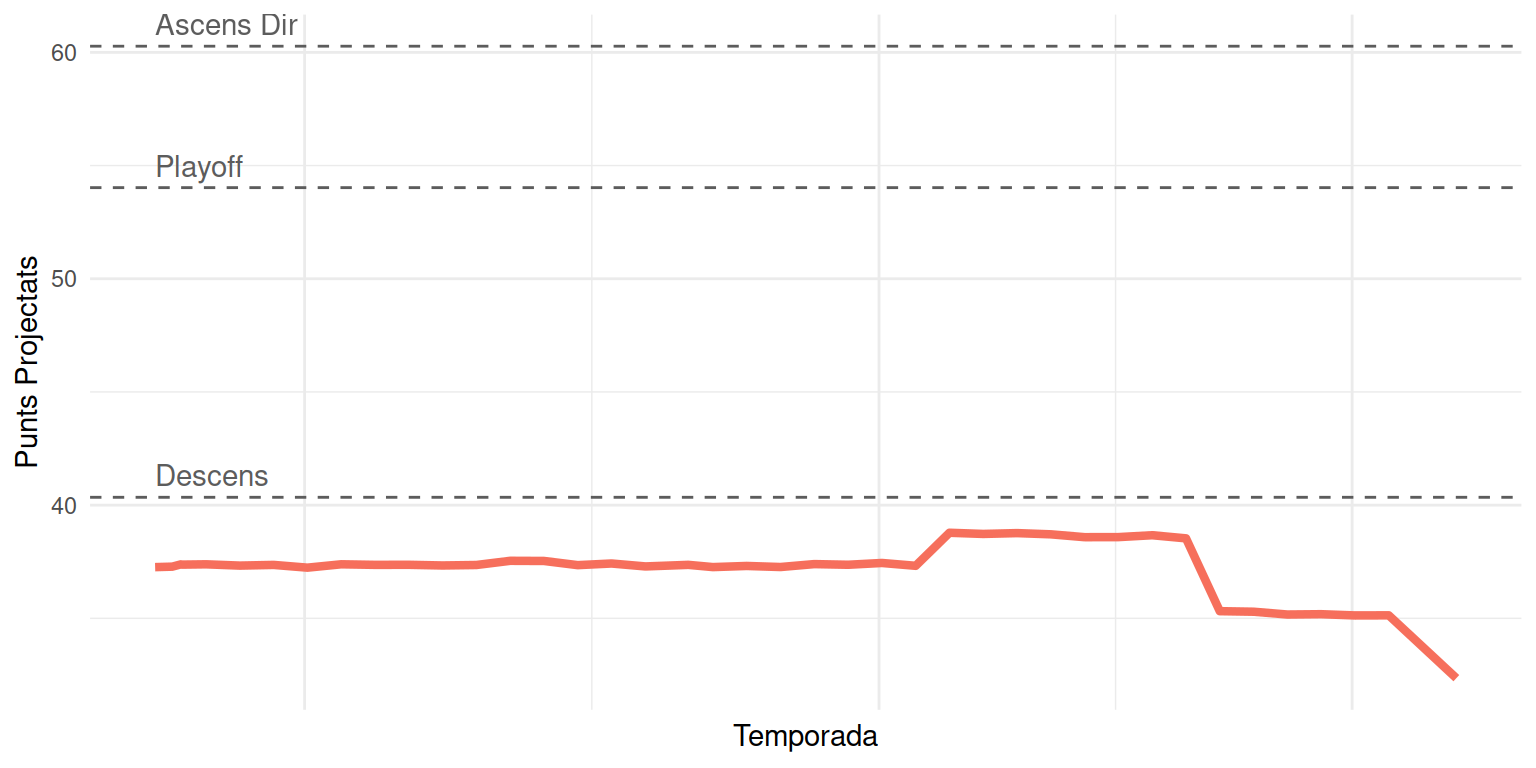 Ascens Dir
60
Playoff
50
Punts Projectats
Descens
40
Temporada